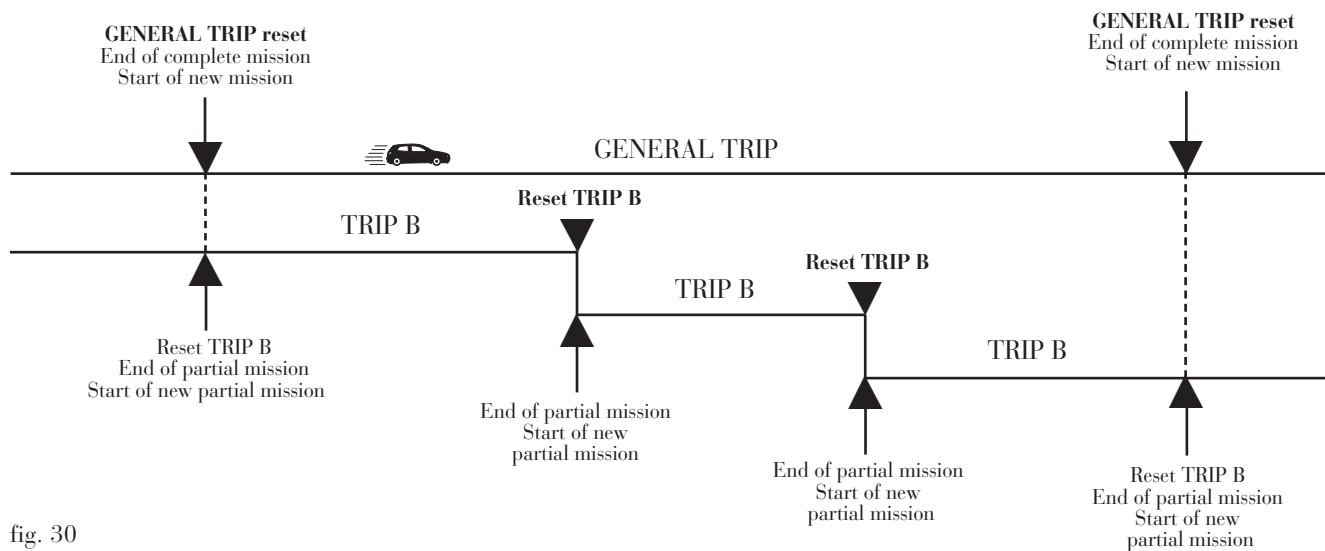 GENERAL TRIP reset
End of complete mission
Start of new mission
GENERAL TRIP reset
End of complete mission
Start of new mission
GENERAL TRIP
Reset TRIP B
TRIP B
Reset TRIP B
TRIP B
TRIP B
Reset TRIP B
End of partial mission
Start of new partial mission
End of partial mission
Start of new
partial mission
End of partial mission
Start of new
partial mission
Reset TRIP B
End of partial mission
Start of new
partial mission
fig. 30